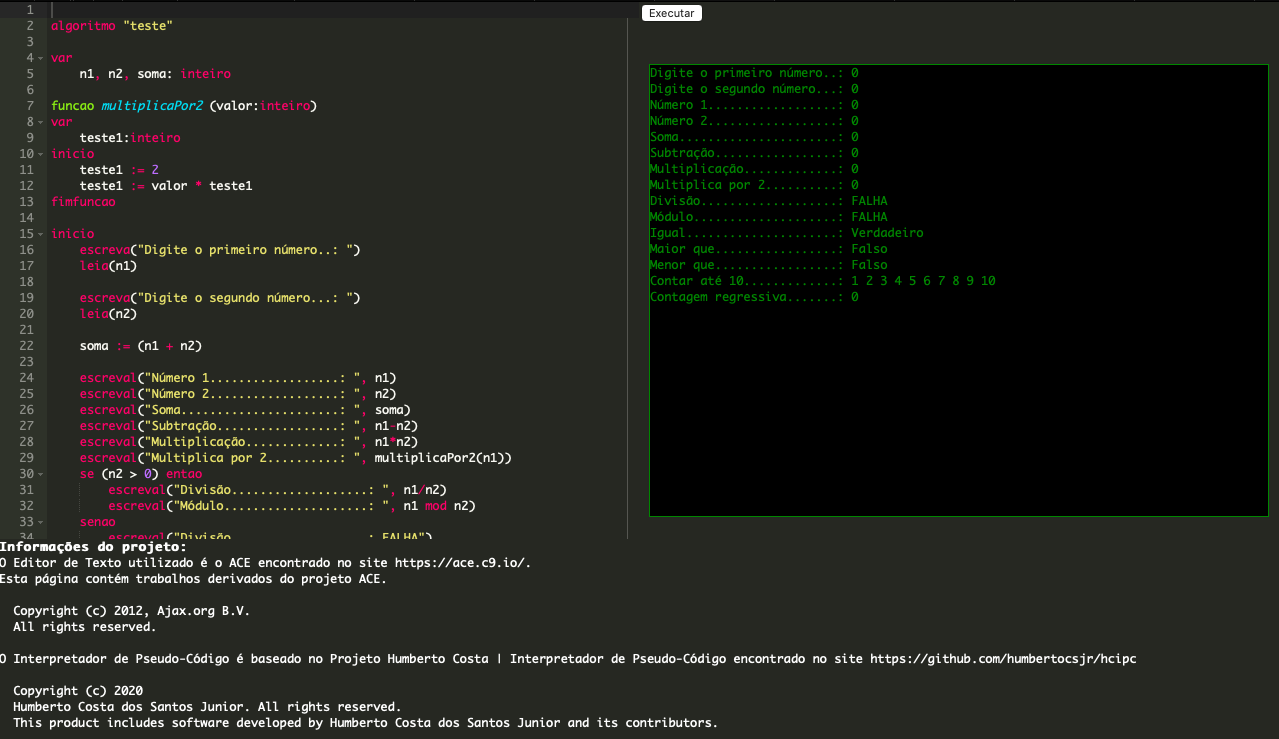 1
2 algoritmo "teste"
3
4 var
5     n1, n2, soma: inteiro
6
7 funcao multiplicaPor2 (valor:inteiro)
8 var
9     teste1:inteiro
10 inicio
11     teste1 := 2
12     teste1 := valor * teste1
13 fimfuncao
14
15 inicio
16     escreva("Digite o primeiro número..: ")
17     leia(n1)
18
19     escreva("Digite o segundo número...: ")
20     leia(n2)
21
22     soma := (n1 + n2)
23
24     escreval("Número 1..................: ", n1)
25     escreval("Número 2..................: ", n2)
26     escreval("Soma......................: ", soma)
27     escreval("Subtração.................: ", n1-n2)
28     escreval("Multiplicação.............: ", n1*n2)
29     escreval("Multiplica por 2..........: ", multiplicaPor2(n1))
30     se (n2 > 0) entao
31         escreval("Divisão...................: ", n1/n2)
32         escreval("Módulo....................: ", n1 mod n2)
33     senao
34         escreval("Divisão...................: FALHA")
Executar
Digite o primeiro número..: 0
Digite o segundo número...: 0
Número 1..................: 0
Número 2..................: 0
Soma......................: 0
Subtração.................: 0
Multiplicação.............: 0
Multiplica por 2..........: 0
Divisão...................: FALHA
Módulo....................: FALHA
Igual.....................: Verdadeiro
Maior que.................: Falso
Menor que.................: Falso
Contar até 10.............: 1 2 3 4 5 6 7 8 9 10
Contagem regressiva.......: 0
Informações do projeto:
O Editor de Texto utilizado é o ACE encontrado no site https://ace.c9.io/.
Esta página contém trabalhos derivados do projeto ACE.
Copyright (c) 2012, Ajax.org B.V.
All rights reserved.
O Interpretador de Pseudo-Código é baseado no Projeto Humberto Costa | Interpretador de Pseudo-Código encontrado no site https://github.com/humbertocsjr/hcipc
Copyright (c) 2020
Humberto Costa dos Santos Junior. All rights reserved.
This product includes software developed by Humberto Costa dos Santos Junior and its contributors.